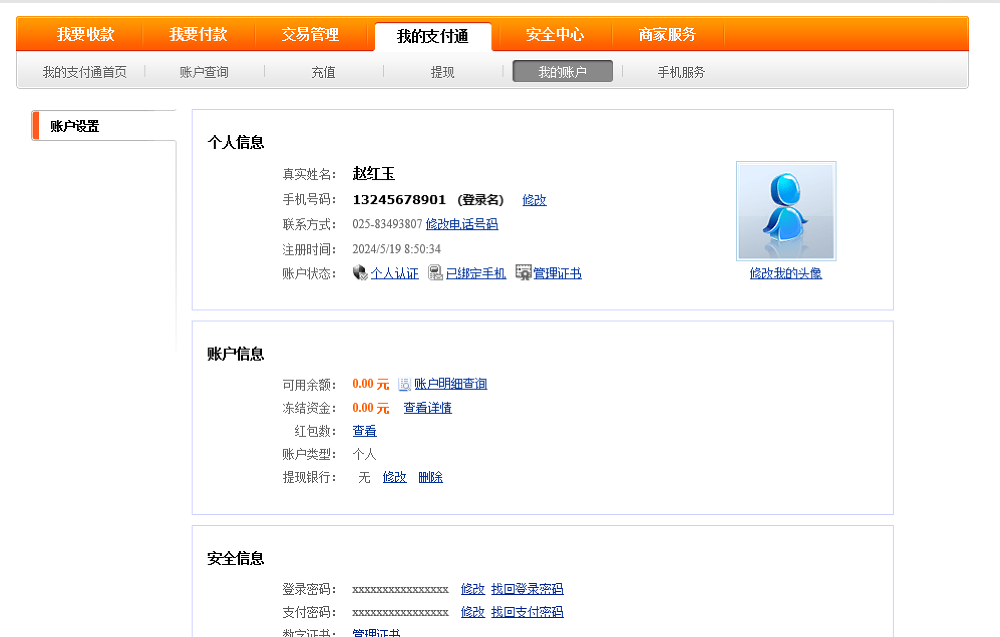 我要收款 我要付款 交易管理 我的支付通 安全中心 商家服务
我的支付通首页 账户查询 充值 提现 我的账户 手机服务
账户设置
个人信息
真实姓名： 赵红玉
手机号码： 13245678901 (登录名) 修改
联系方式： 025-83493807 修改电话号码
注册时间： 2024/5/19 8:50:34
账户状态： 个人认证 已绑定手机 管理证书
修改我的头像
账户信息
可用余额： 0.00 元 账户明细查询
冻结资金： 0.00 元 查看详情
红包数： 查看
账户类型： 个人
提现银行： 无 修改 删除
安全信息
登录密码： xxxxxxxxxxxxxxxx 修改 找回登录密码
支付密码： xxxxxxxxxxxxxxxx 修改 找回支付密码
数字证书： 管理证书